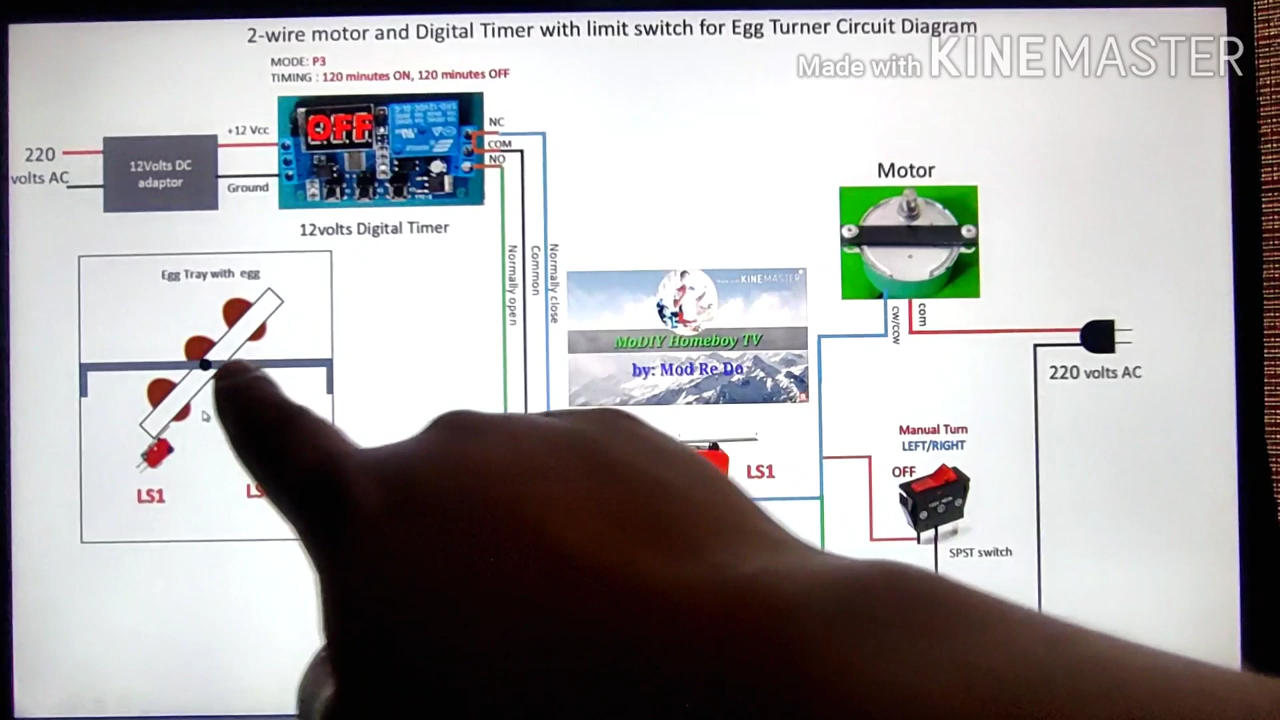 2-wire motor and Digital Timer with limit switch for Egg Turner Circuit Diagram
Made with KINEMASTER
MODE: P3
TIMING : 120 minutes ON, 120 minutes OFF
220
volts AC
12Volts DC
adaptor
+12 Vcc
Ground
OFF
NC
COM
NO
12volts Digital Timer
Normally open
Common
Normally close
Motor
CW/CCW
com
220 volts AC
Egg Tray with egg
LS1
KINEMASTER
MoDIY Homeboy TV
by: Mod Re Do
LS1
Manual Turn
LEFT/RIGHT
OFF
SPST switch